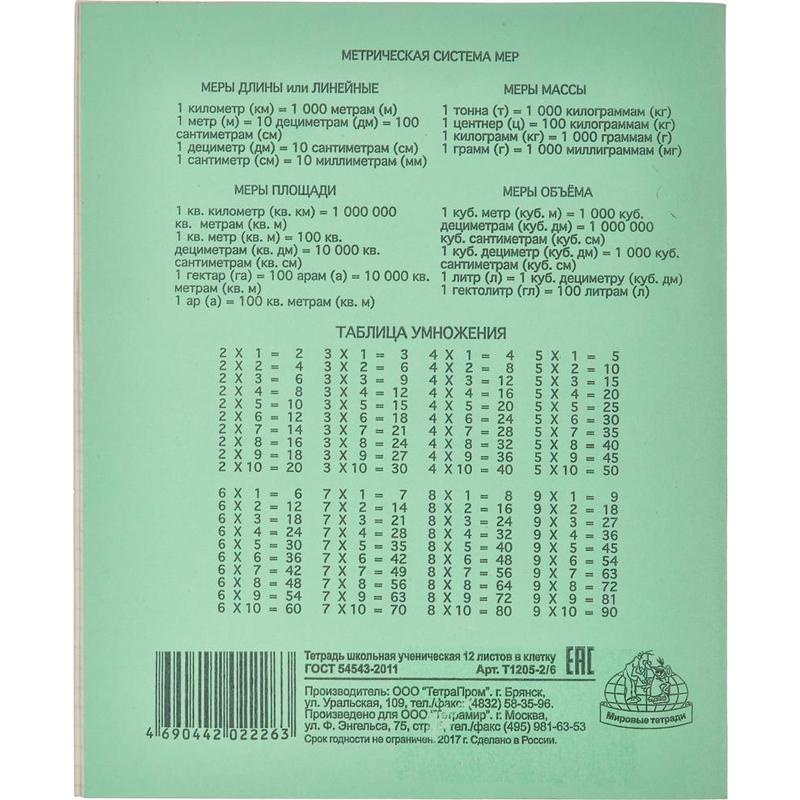 МЕТРИЧЕСКАЯ СИСТЕМА МЕР
МЕРЫ ДЛИНЫ или ЛИНЕЙНЫЕ
1 километр (км) = 1 000 метрам (м)
1 метр (м) = 10 дециметрам (дм) = 100
сантиметрам (см)
1 дециметр (дм) = 10 сантиметрам (см)
1 сантиметр (см) = 10 миллиметрам (мм)
МЕРЫ МАССЫ
1 тонна (т) = 1 000 килограммам (кг)
1 центнер (ц) = 100 килограммам (кг)
1 килограмм (кг) = 1 000 граммам (г)
1 грамм (г) = 1 000 миллиграммам (мг)
МЕРЫ ПЛОЩАДИ
1 кв. километр (кв. км) = 1 000 000
кв. метрам (кв. м)
1 кв. метр (кв. м) = 100 кв.
дециметрам (кв. дм) = 10 000 кв.
сантиметрам (кв. см)
1 гектар (га) = 100 арам (а) = 10 000 кв.
метрам (кв. м)
1 ар (а) = 100 кв. метрам (кв. м)
МЕРЫ ОБЪЁМА
1 куб. метр (куб. м) = 1 000 куб.
дециметрам (куб. дм) = 1 000 000
куб. сантиметрам (куб. см)
1 куб. дециметр (куб. дм) = 1 000 куб.
сантиметрам (куб. см)
1 литр (л) = 1 куб. дециметру (куб. дм)
1 гектолитр (гл) = 100 литрам (л)
ТАБЛИЦА УМНОЖЕНИЯ
2 X 1 = 2 3 X 1 = 3 4 X 1 = 4 5 X 1 = 5
2 X 2 = 4 3 X 2 = 6 4 X 2 = 8 5 X 2 = 10
2 X 3 = 6 3 X 3 = 9 4 X 3 = 12 5 X 3 = 15
2 X 4 = 8 3 X 4 = 12 4 X 4 = 16 5 X 4 = 20
2 X 5 = 10 3 X 5 = 15 4 X 5 = 20 5 X 5 = 25
2 X 6 = 12 3 X 6 = 18 4 X 6 = 24 5 X 6 = 30
2 X 7 = 14 3 X 7 = 21 4 X 7 = 28 5 X 7 = 35
2 X 8 = 16 3 X 8 = 24 4 X 8 = 32 5 X 8 = 40
2 X 9 = 18 3 X 9 = 27 4 X 9 = 36 5 X 9 = 45
2 X 10 = 20 3 X 10 = 30 4 X 10 = 40 5 X 10 = 50
6 X 1 = 6 7 X 1 = 7 8 X 1 = 8 9 X 1 = 9
6 X 2 = 12 7 X 2 = 14 8 X 2 = 16 9 X 2 = 18
6 X 3 = 18 7 X 3 = 21 8 X 3 = 24 9 X 3 = 27
6 X 4 = 24 7 X 4 = 28 8 X 4 = 32 9 X 4 = 36
6 X 5 = 30 7 X 5 = 35 8 X 5 = 40 9 X 5 = 45
6 X 6 = 36 7 X 6 = 42 8 X 6 = 48 9 X 6 = 54
6 X 7 = 42 7 X 7 = 49 8 X 7 = 56 9 X 7 = 63
6 X 8 = 48 7 X 8 = 56 8 X 8 = 64 9 X 8 = 72
6 X 9 = 54 7 X 9 = 63 8 X 9 = 72 9 X 9 = 81
6 X 10 = 60 7 X 10 = 70 8 X 10 = 80 9 X 10 = 90
Тетрадь школьная ученическая 12 листов в клетку
ГОСТ 54543-2011 Арт. Т1205-2/6
EAC
Производитель: ООО "ТетраПром". г. Брянск,
ул. Уральская, 109, тел./факс: (4832) 58-35-96.
Произведено для ООО "Тетрамир". г. Москва,
ул. Ф. Энгельса, 75, стр. тел./факс (495) 981-63-53
Срок годности не ограничен. 2017 г. Сделано в России.
4 690442 022263
Мировые тетради